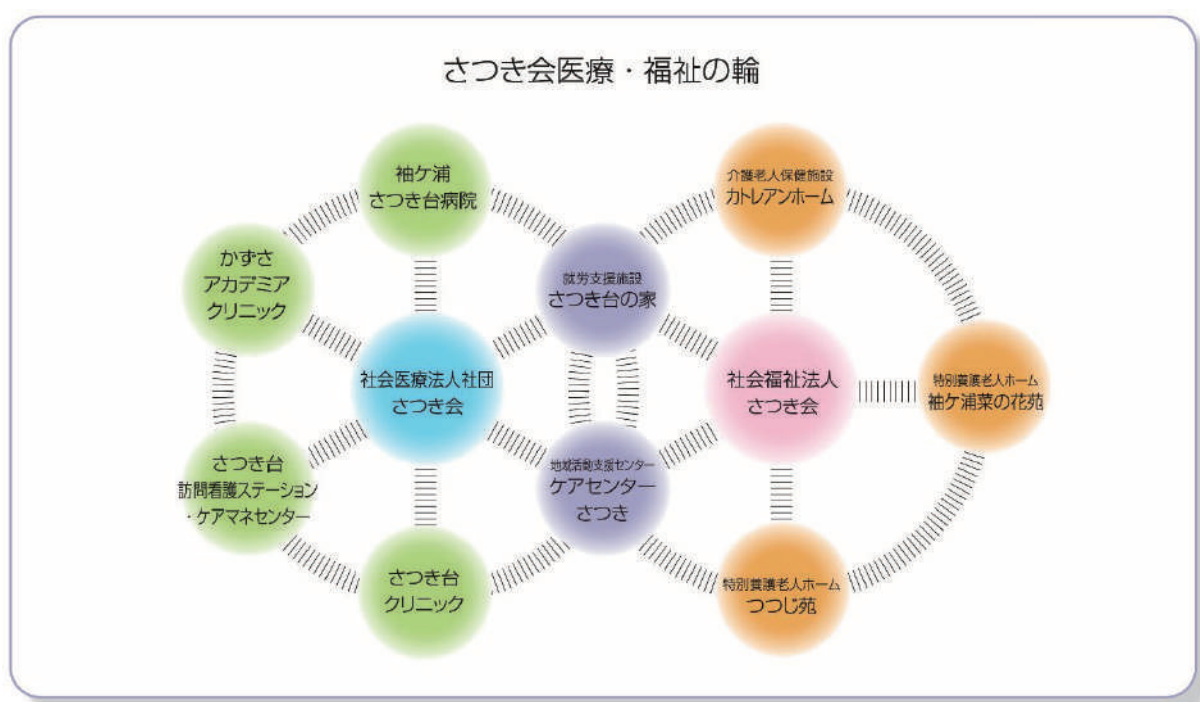 さつき会医療・福祉の輪
袖ケ浦
さつき台病院
介護老人保健施設
カトレアンホーム
かずさ
アカデミア
クリニック
就労支援施設
さつき台の家
社会医療法人社団
さつき会
社会福祉法人
さつき会
特別養護老人ホーム
袖ケ浦菜の花苑
さつき台
訪問看護ステーション
・ケアマネセンター
地域活動支援センター
ケアセンター
さつき
さつき台
クリニック
特別養護老人ホーム
つつじ苑